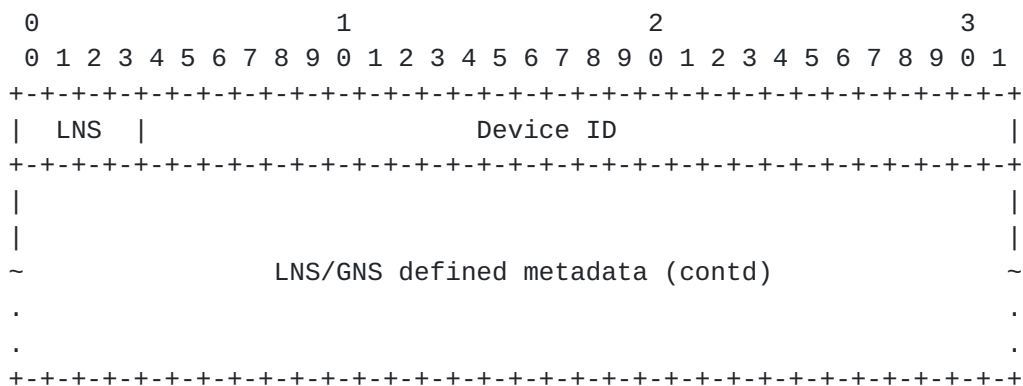 0                   1                   2                   3
 0 1 2 3 4 5 6 7 8 9 0 1 2 3 4 5 6 7 8 9 0 1 2 3 4 5 6 7 8 9 0 1
+-+-+-+-+-+-+-+-+-+-+-+-+-+-+-+-+-+-+-+-+-+-+-+-+-+-+-+-+-+-+-+-+
|  LNS  |                     Device ID                         |
+-+-+-+-+-+-+-+-+-+-+-+-+-+-+-+-+-+-+-+-+-+-+-+-+-+-+-+-+-+-+-+-+
|                                                               |
|                                                               |
~                LNS/GNS defined metadata (contd)               ~
.                                                               .
.                                                               .
+-+-+-+-+-+-+-+-+-+-+-+-+-+-+-+-+-+-+-+-+-+-+-+-+-+-+-+-+-+-+-+-+